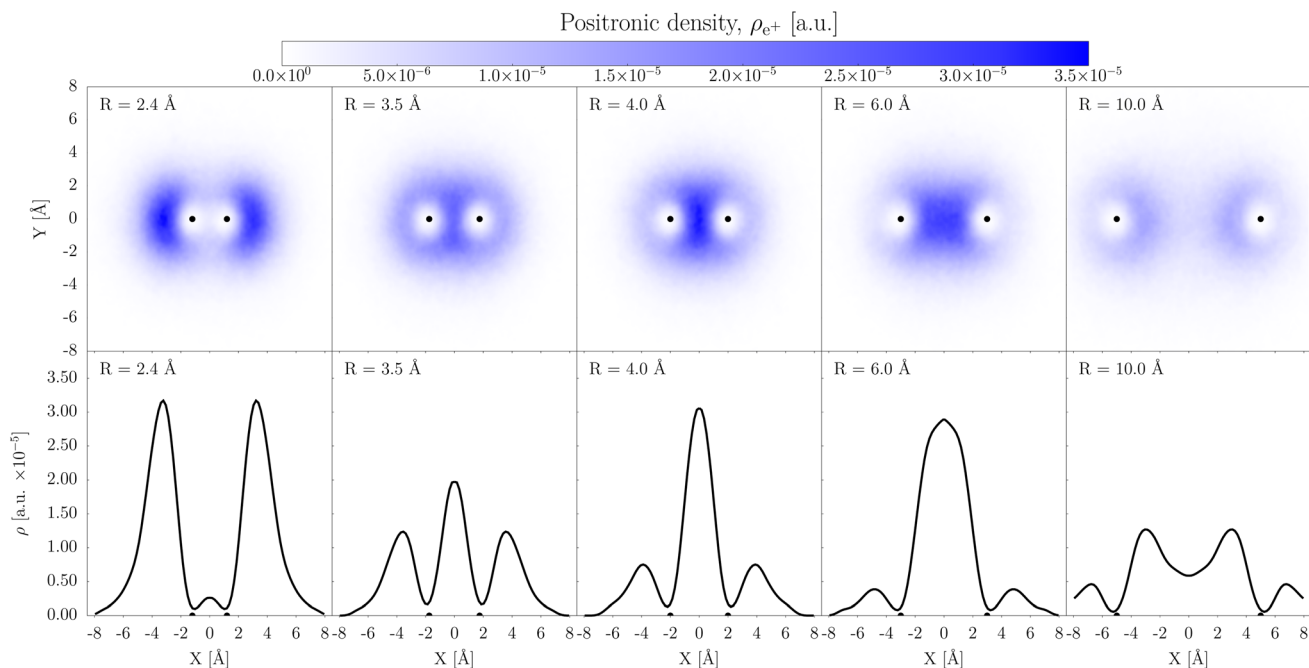 Positronic density, ρe+ [a.u.]
0.0×10⁰ 5.0×10⁻⁶ 1.0×10⁻⁵ 1.5×10⁻⁵ 2.0×10⁻⁵ 2.5×10⁻⁵ 3.0×10⁻⁵ 3.5×10⁻⁵
R = 2.4 Å R = 3.5 Å R = 4.0 Å R = 6.0 Å R = 10.0 Å
8
6
4
2
0
-2
-4
-6
-8
Y [Å]
R = 2.4 Å R = 3.5 Å R = 4.0 Å R = 6.0 Å R = 10.0 Å
3.50
3.00
2.50
2.00
1.50
1.00
0.50
0.00
ρ [a.u. ×10⁻⁵]
-8 -6 -4 -2 0 2 4 6 8 -8 -6 -4 -2 0 2 4 6 8 -8 -6 -4 -2 0 2 4 6 8 -8 -6 -4 -2 0 2 4 6 8 -8 -6 -4 -2 0 2 4 6 8
X [Å] X [Å] X [Å] X [Å] X [Å]